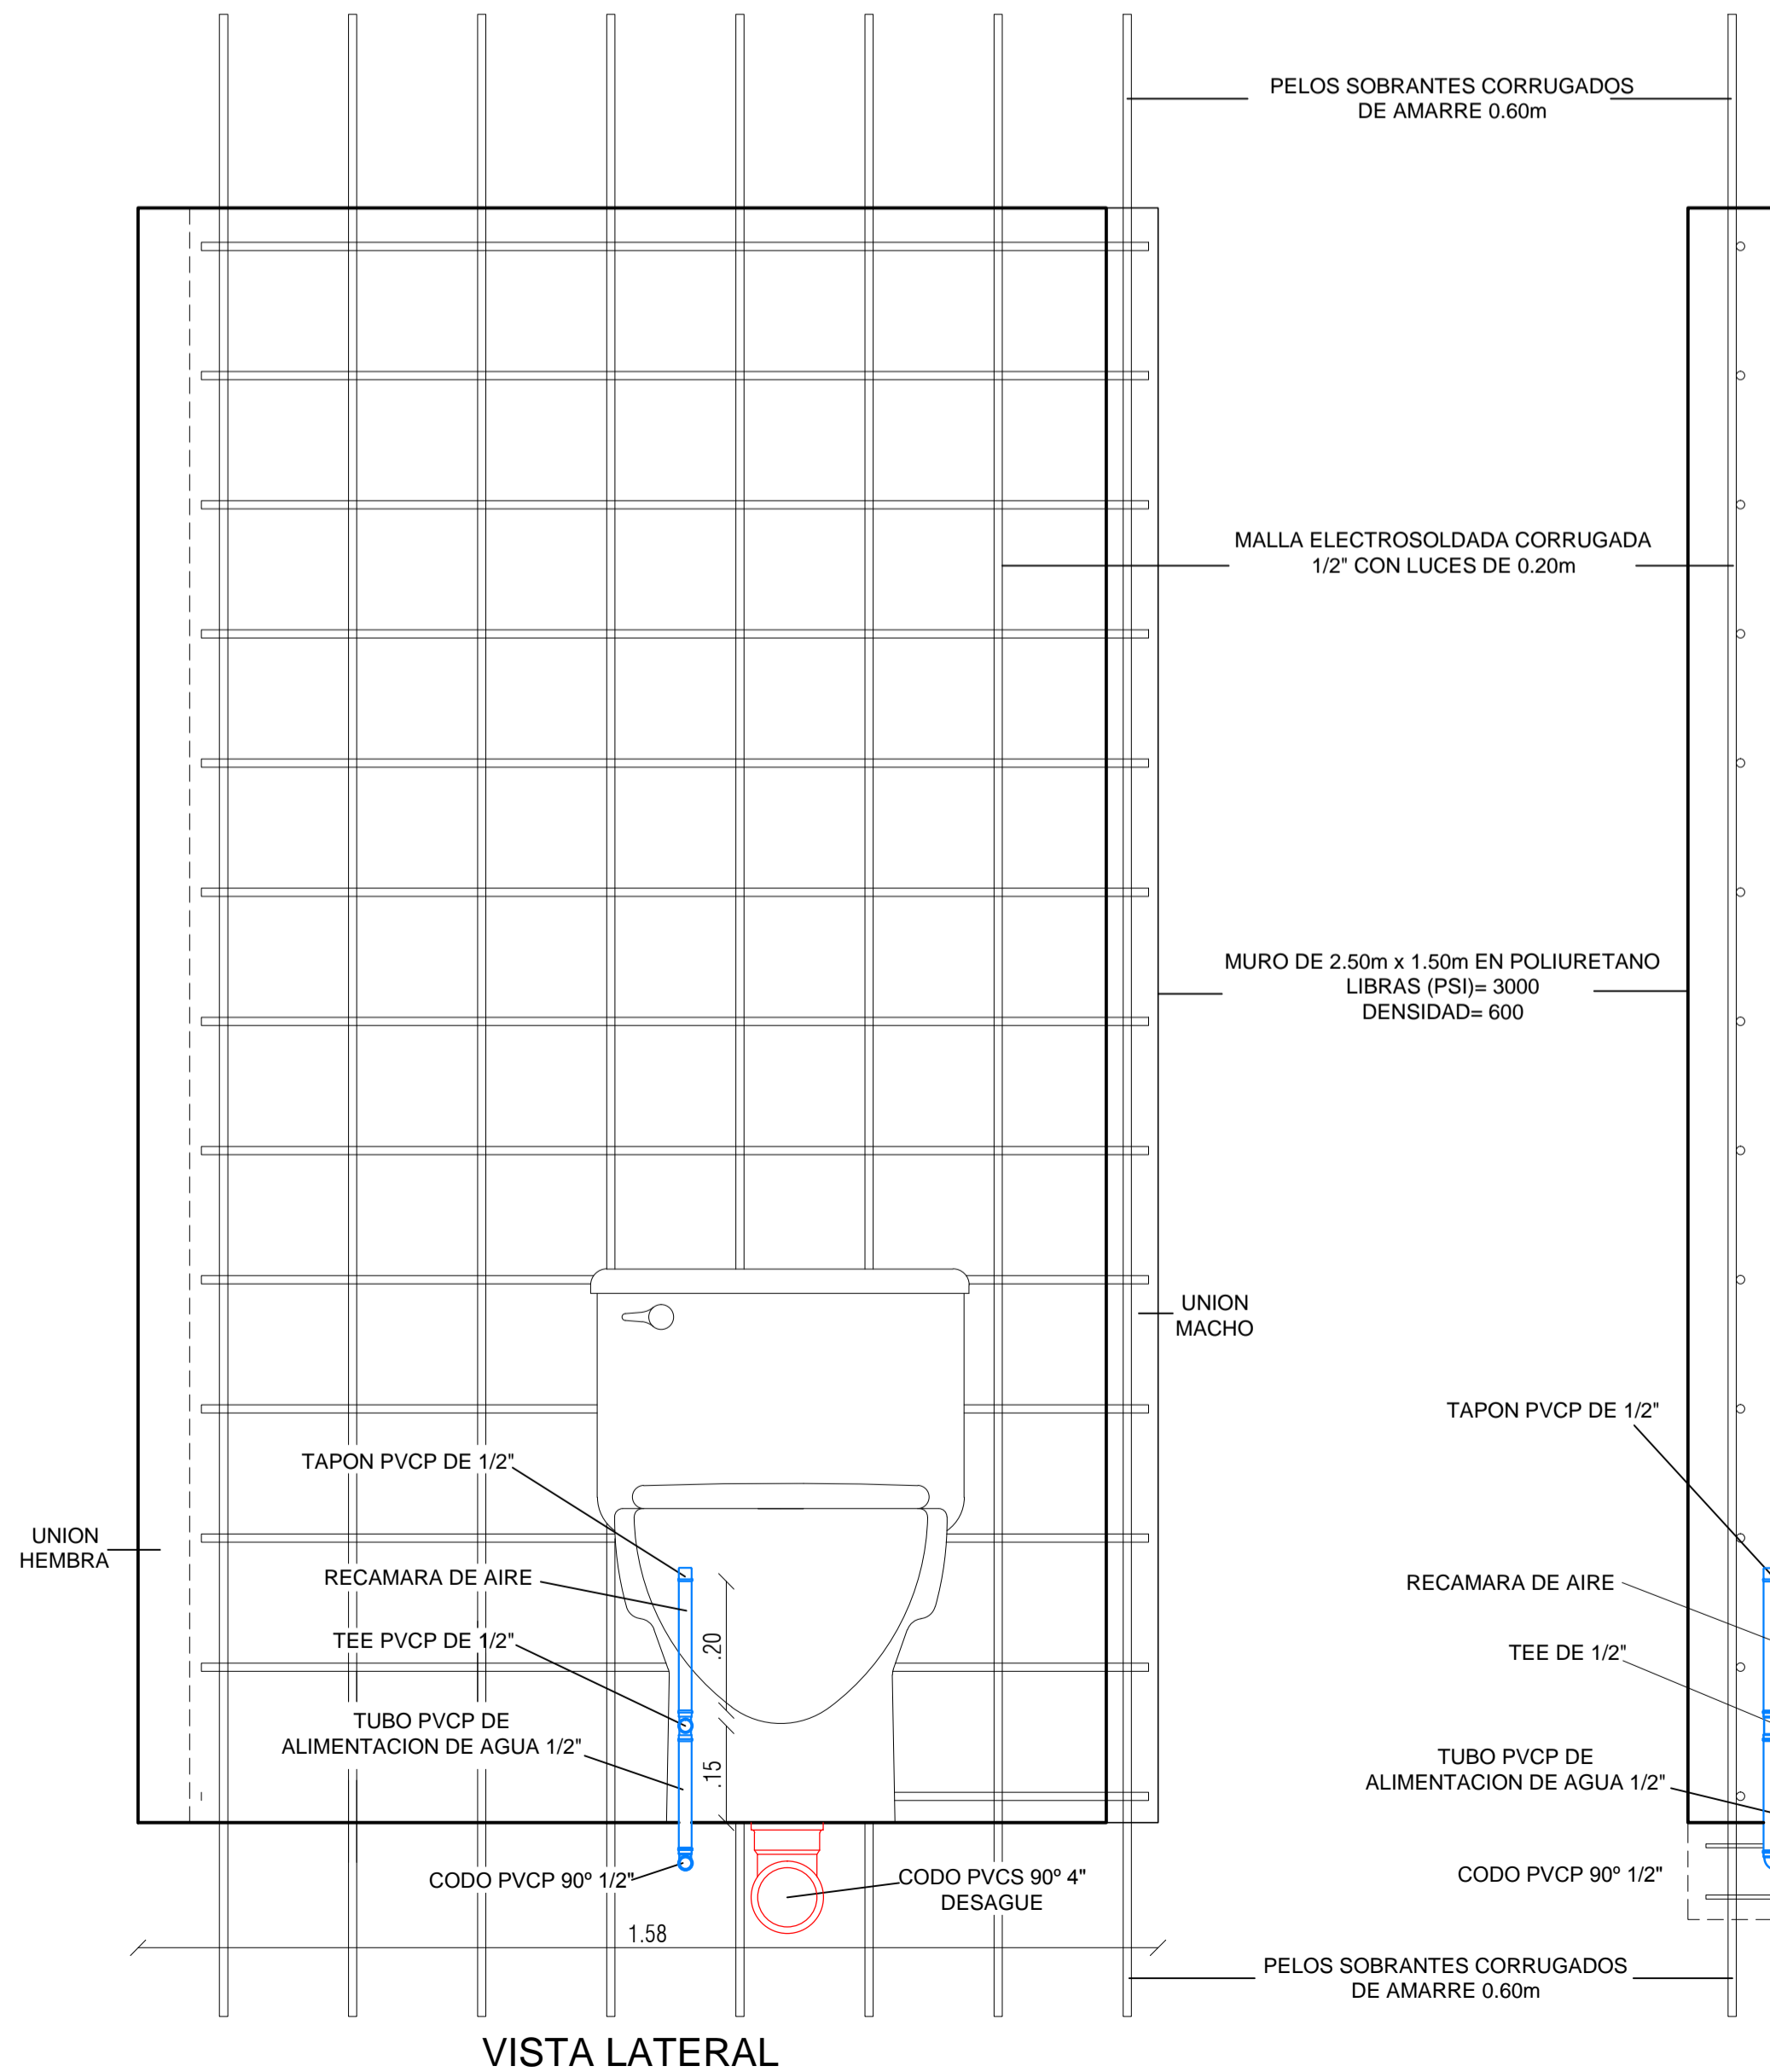 PELOS SOBRANTES CORRUGADOS
DE AMARRE 0.60m
MALLA ELECTROSOLDADA CORRUGADA
1/2" CON LUCES DE 0.20m
MURO DE 2.50m x 1.50m EN POLIURETANO
LIBRAS (PSI)= 3000
DENSIDAD= 600
UNION
MACHO
TAPON PVCP DE 1/2"
TAPON PVCP DE 1/2"
UNION
HEMBRA
RECAMARA DE AIRE
RECAMARA DE AIRE
TEE PVCP DE 1/2"
.20
TEE DE 1/2"
TUBO PVCP DE
ALIMENTACION DE AGUA 1/2"
.15
TUBO PVCP DE
ALIMENTACION DE AGUA 1/2"
CODO PVCP 90º 1/2"
CODO PVCS 90º 4"
DESAGUE
CODO PVCP 90º 1/2"
1.58
PELOS SOBRANTES CORRUGADOS
DE AMARRE 0.60m
VISTA LATERAL